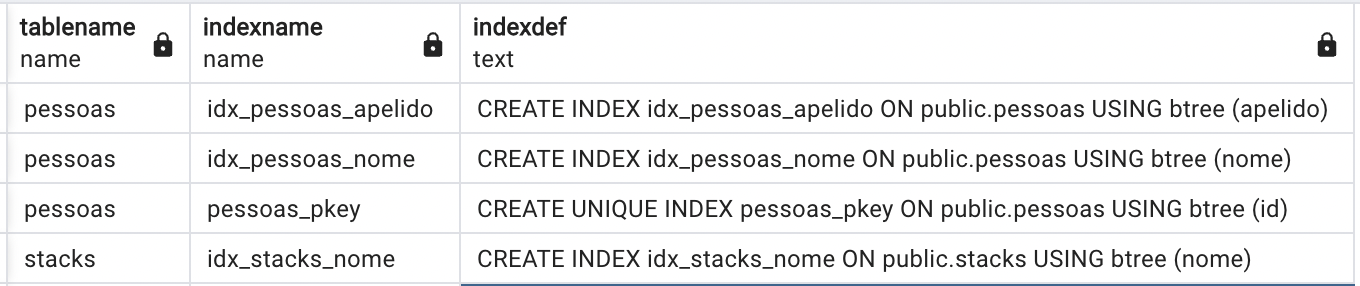 tablename indexname indexdef
name name text
pessoas idx_pessoas_apelido CREATE INDEX idx_pessoas_apelido ON public.pessoas USING btree (apelido)
pessoas idx_pessoas_nome CREATE INDEX idx_pessoas_nome ON public.pessoas USING btree (nome)
pessoas pessoas_pkey CREATE UNIQUE INDEX pessoas_pkey ON public.pessoas USING btree (id)
stacks idx_stacks_nome CREATE INDEX idx_stacks_nome ON public.stacks USING btree (nome)